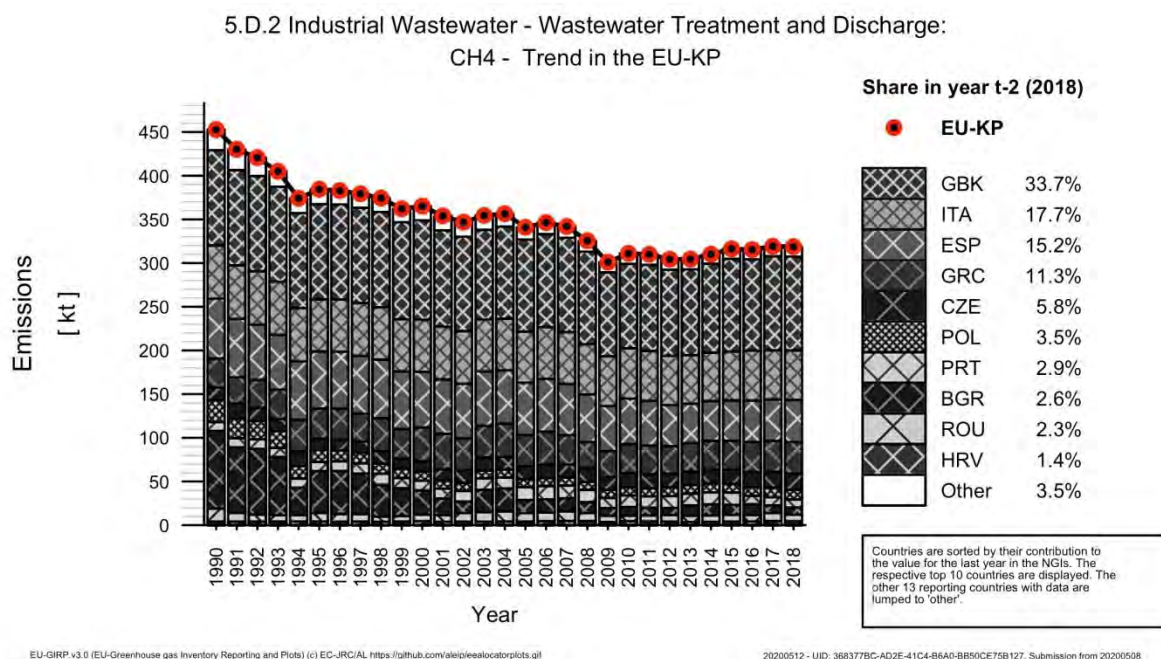 5.D.2 Industrial Wastewater - Wastewater Treatment and Discharge:
CH4 - Trend in the EU-KP
Emissions
[ kt ]
450
400
350
300
250
200
150
100
50
0
1990
1991
1992
1993
1994
1995
1996
1997
1998
1999
2000
2001
2002
2003
2004
2005
2006
2007
2008
2009
2010
2011
2012
2013
2014
2015
2016
2017
2018
Year
Share in year t-2 (2018)
EU-KP
GBK 33.7%
ITA 17.7%
ESP 15.2%
GRC 11.3%
CZE 5.8%
POL 3.5%
PRT 2.9%
BGR 2.6%
ROU 2.3%
HRV 1.4%
Other 3.5%
Countries are sorted by their contribution to
the value for the last year in the NGIs. The
respective top 10 countries are displayed. The
other 13 reporting countries with data are
lumped to 'other'.
EU-GIRP.v3.0 (EU-Greenhouse gas Inventory Reporting and Plots) (c) EC-JRC/AL https://github.com/aleip/eealocatorplots.git
20200512 - UID: 368377BC-AD2E-41C4-B6A0-BB50CE75B127. Submission from 20200508